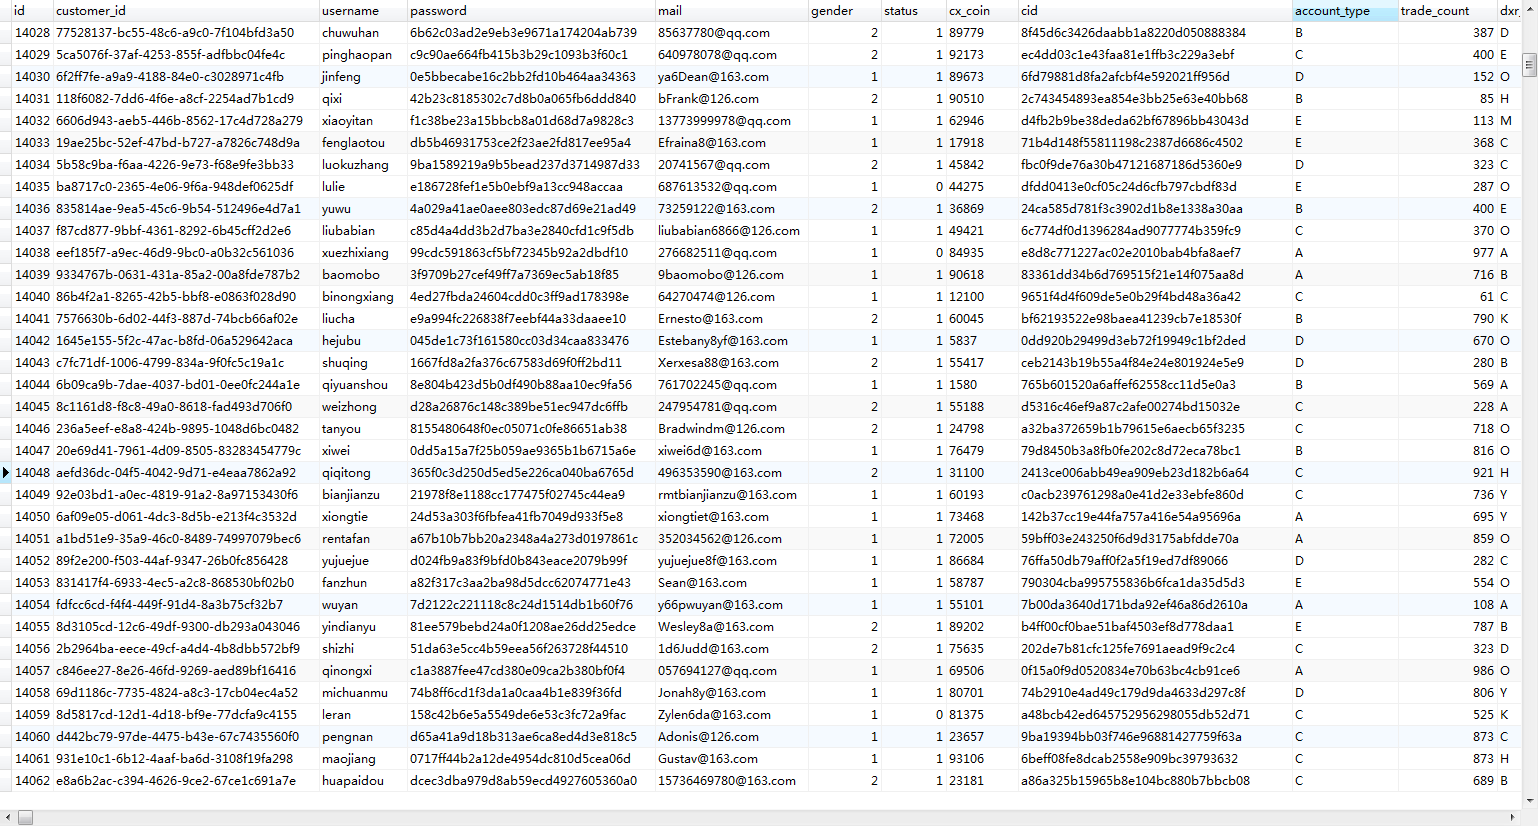 id customer_id username password mail gender status cx_coin cid account_type trade_count dxr_
14028 77528137-bc55-48c6-a9c0-7f104bfd3a50 chuwuhan 6b62c03ad2e9eb3e9671a174204ab739 85637780@qq.com 2 1 89779 8f45d6c3426daabb1a8220d050888384 B 387 D
14029 5ca5076f-37af-4253-855f-adfbbc04fe4c pinghaopan c9c90ae664fb415b3b29c1093b3f60c1 640978078@qq.com 2 1 92173 ec4dd03c1e43faa81e1ffb3c229a3ebf C 400 E
14030 6f2ff7fe-a9a9-4188-84e0-c3028971c4fb jinfeng 0e5bbecabe16c2bb2fd10b464aa34363 ya6Dean@163.com 1 1 89673 6fd79881d8fa2afcbf4e592021ff956d D 152 O
14031 118f6082-7dd6-4f6e-a8cf-2254ad7b1cd9 qixi 42b23c8185302c7d8b0a065fb6ddd840 bFrank@126.com 2 1 90510 2c743454893ea854e3bb25e63e40bb68 B 85 H
14032 6606d943-aeb5-446b-8562-17c4d728a279 xiaoyitan f1c38be23a15bbcb8a01d68d7a9828c3 13773999978@qq.com 1 1 62946 d4fb2b9be38deda62bf67896bb43043d E 113 M
14033 19ae25bc-52ef-47bd-b727-a7826c748d9a fenglaotou db5b46931753ce2f23ae2fd817ee95a4 Efraina8@163.com 1 1 17918 71b4d148f55811198c2387d6686c4502 E 368 C
14034 5b58c9ba-f6aa-4226-9e73-f68e9fe3bb33 luokuzhang 9ba1589219a9b5bead237d3714987d33 20741567@qq.com 2 1 45842 fbc0f9de76a30b47121687186d5360e9 D 323 C
14035 ba8717c0-2365-4e06-9f6a-948def0625df lulie e186728fef1e5b0ebf9a13cc948accaa 687613532@qq.com 1 0 44275 dfdd0413e0cf05c24d6cfb797cbdf83d E 287 O
14036 835814ae-9ea5-45c6-9b54-512496e4d7a1 yuwu 4a029a41ae0aee803edc87d69e21ad49 73259122@163.com 2 1 36869 24ca585d781f3c3902d1b8e1338a30aa B 400 E
14037 f87cd877-9bbf-4361-8292-6b45cff2d2e6 liubabian c85d4a4dd3b2d7ba3e2840cfd1c9f5db liubabian6866@126.com 1 1 49421 6c774df0d1396284ad9077774b359fc9 C 370 O
14038 eef185f7-a9ec-46d9-9bc0-a0b32c561036 xuezhixiang 99cdc591863cf5bf72345b92a2dbdf10 276682511@qq.com 1 0 84935 e8d8c771227ac02e2010bab4bfa8aef7 A 977 A
14039 9334767b-0631-431a-85a2-00a8fde787b2 baomobo 3f9709b27cef49ff7a7369ec5ab18f85 9baomobo@126.com 1 1 90618 83361dd34b6d769515f21e14f075aa8d A 716 B
14040 86b4f2a1-8265-42b5-bbf8-e0863f028d90 binongxiang 4ed27fbda24604cdd0c3ff9ad178398e 64270474@126.com 1 1 12100 9651f4d4f609de5e0b29f4bd48a36a42 C 61 C
14041 7576630b-6d02-44f3-887d-74bcb66af02e liucha e9a994fc226838f7eebf44a33daaee10 Ernesto@163.com 2 1 60045 bf62193522e98baea41239cb7e18530f B 790 K
14042 1645e155-5f2c-47ac-b8fd-06a529642aca hejubu 045de1c73f161580cc03d34caa833476 Estebany8yf@163.com 1 1 5837 0dd920b29499d3eb72f19949c1bf2ded D 670 O
14043 c7fc71df-1006-4799-834a-9f0fc5c19a1c shuqing 1667fd8a2fa376c67583d69f0ff2bd11 Xerxesa88@163.com 2 1 55417 ceb2143b19b55a4f84e24e801924e5e9 D 280 B
14044 6b09ca9b-7dae-4037-bd01-0ee0fc244a1e qiyuanshou 8e804b423d5b0df490b88aa10ec9fa56 761702245@qq.com 1 1 1580 765b601520a6affef62558cc11d5e0a3 B 569 A
14045 8c1161d8-f8c8-49a0-8618-fad493d706f0 weizhong d28a26876c148c389be51ec947dc6ffb 247954781@qq.com 2 1 55188 d5316c46ef9a87c2afe00274bd15032e C 228 A
14046 236a5eef-e8a8-424b-9895-1048d6bc0482 tanyou 8155480648f0ec05071c0fe86651ab38 Bradwindm@163.com 2 1 24798 a32ba372659b1b79615e6aecb65f3235 C 718 O
14047 20e69d41-7961-4d09-8505-83283454779c xiwei 0dd5a15a7f25b059ae9365b1b6715a6e xiwei6d@163.com 1 1 76479 79d8450b3a8fb0fe202c8d72eca78bc1 B 816 O
14048 aefd36dc-04f5-4042-9d71-e4eaa7862a92 qiqitong 365f0c3d250d5ed5e226ca040ba6765d 496353590@163.com 2 1 31100 2413ce006abb49ea909eb23d182b6a64 C 921 H
14049 92e03bd1-a0ec-4819-91a2-8a97153430f6 bianjianzu 21978f8e1188cc177475f02745c44ea9 rmtbianjianzu@163.com 1 1 60193 c0acb239761298a0e41d2e33ebfe860d C 736 Y
14050 6af09e05-d061-4dc3-8d5b-e213f4c3532d xiongtie 24d53a303f6fbfea41fb7049d933f5e8 xiongtiet@163.com 1 1 73468 142b37cc19e44fa757a416e54a95696a A 695 Y
14051 a1bd51e9-35a9-46c0-8489-74997079bec6 rentafan a67b10b7bb20a2348a4a273d0197861c 352034562@126.com 1 1 72005 59bff03e243250f6d9d3175abfdde70a A 859 O
14052 89f2e200-f503-44af-9347-26b0fc856428 yujuejue d024fb9a83f9bfd0b843eace2079b99f yujuejue8f@163.com 1 1 86684 76ffa50db79aff0f2a5f19ed7df89066 D 282 C
14053 831417f4-6933-4ec5-a2c8-868530bf02b0 fanzhun a82f317c3aa2ba98d5dcc62074771e43 Sean@163.com 1 1 58787 790304cba995755836b6fca1da35d5d3 E 554 O
14054 fdfcc6cd-f4f4-449f-91d4-8a3b75cf32b7 wuyan 7d2122c221118c8c24d1514db1b60f76 y66pwuyan@163.com 1 1 55101 7b00da3640d171bda92ef46a86d2610a A 108 A
14055 8d3105cd-12c6-49df-9300-db293a043046 yindianyu 81ee579bebd24a0f1208ae26dd25edce Wesley8a@163.com 2 1 89202 b4ff00cf0bae51baf4503ef8d778daa1 E 787 B
14056 2b2964ba-eece-49cf-a4d4-4b8dbb572bf9 shizhi 51da63e5cc4b59eea56f263728f44510 1d6Judd@163.com 2 1 75635 202de7b81cfc125fe7691aead9f9c2c4 C 323 D
14057 c846ee27-8e26-46fd-9269-aed89bf16416 qinongxi c1a3887fee47cd380e09ca2b380bf0f4 057694127@qq.com 1 1 69506 0f15a0f9d0520834e70b63bc4cb91ce6 A 986 O
14058 69d1186c-7735-4824-a8c3-17cb04ec4a52 michuanmu 74b8ff6cd1f3da1a0caa4b1e839f36fd Jonah8y@163.com 1 1 80701 74b2910e4ad49c179d9da4633d297c8f D 806 Y
14059 8d5817cd-12d1-4d18-bf9e-77dcfa9c4155 leran 158c42b6e5a5549de6e53c3fc72a9fac Zylen6da@163.com 1 0 81375 a48bcb42ed645752956298055db52d71 C 525 K
14060 d442bc79-97de-4475-b43e-67c7435560f0 pengnan d65a41a9d18b313ae6ca8ed4d3e818c5 Adonis@126.com 1 1 23657 9ba19394bb03f746e96881427759f63a C 873 C
14061 931e10c1-6b12-4aaf-ba6d-3108f19fa298 maojiang 0717ff44b2a12de4954dc810d5cea06d Gustav@163.com 1 1 93106 6beff08fe8dcab2558e909bc39793632 C 873 H
14062 e8a6b2ac-c394-4626-9ce2-67ce1c691a7e huapaidou dcec3dba979d8ab59ecd4927605360a0 15736469780@163.com 2 1 23181 a86a325b15965b8e104bc880b7bbcb08 C 689 B